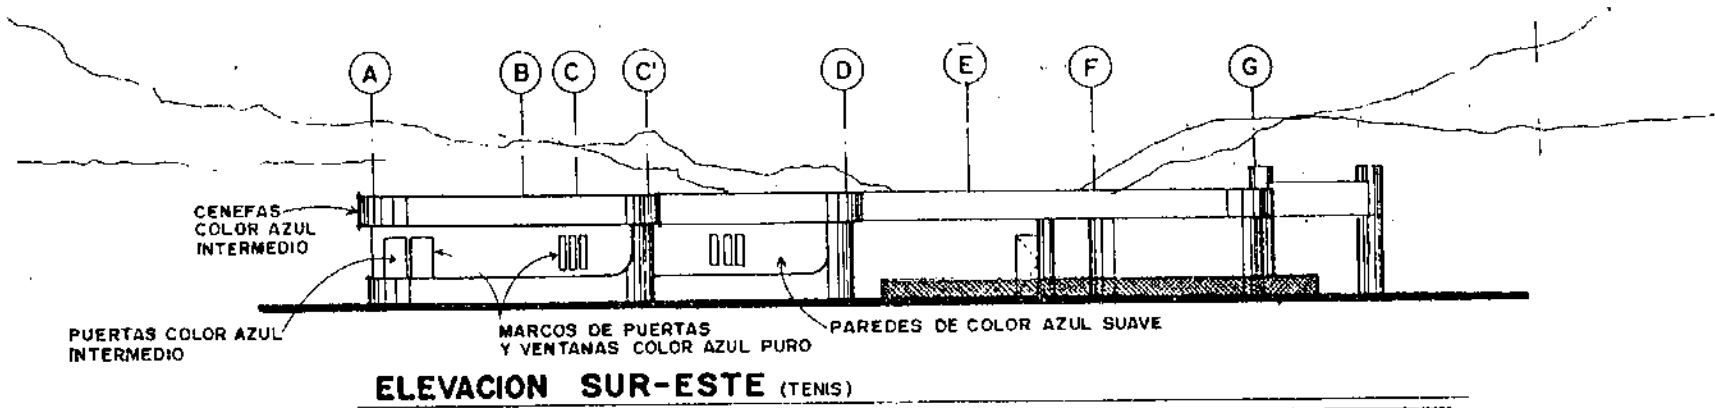 A B C C' D E F G
CENEFAS
COLOR AZUL
INTERMEDIO
PUERTAS COLOR AZUL
INTERMEDIO
MARCOS DE PUERTAS
Y VENTANAS COLOR AZUL PURO
PAREDES DE COLOR AZUL SUAVE
ELEVACION SUR-ESTE (TENIS)